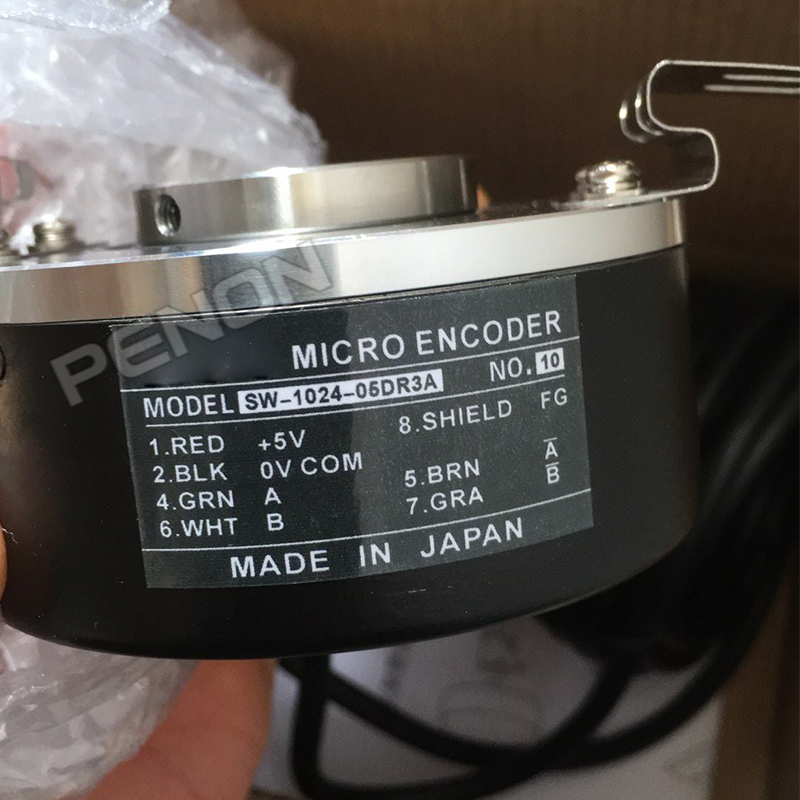 PENON
MICRO ENCODER
MODEL SW-1024-05DR3A NO. 10
1.RED +5V 8.SHIELD FG
2.BLK 0V COM 5.BRN A̅
4.GRN A 7.GRA B̅
6.WHT B
MADE IN JAPAN